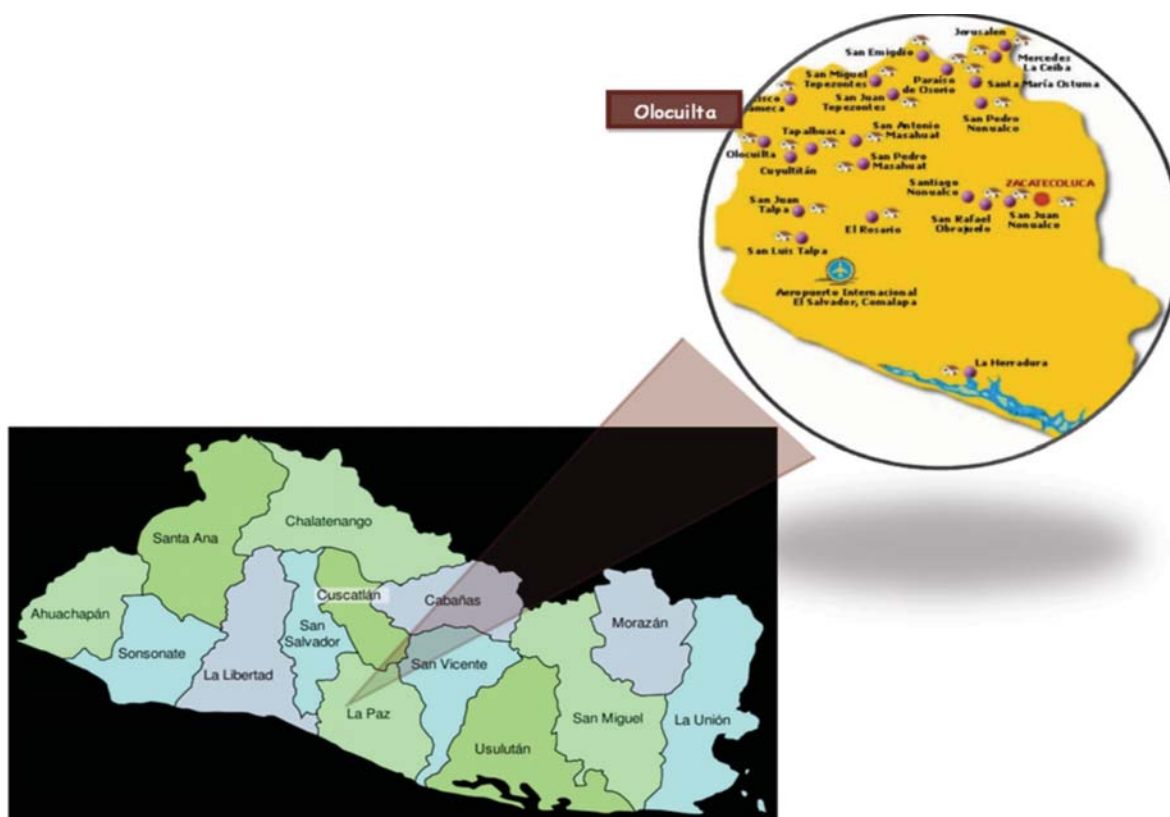 Jerusalen
San Emigdio
Mercedes
La Ceiba
San Miguel
Tepezontes
Paraíso
de Osorio
Santa María Ostuma
San Juan
Tepezontes
Olocuilta
San Pedro
Nonualco
Tapalhuaca
San Antonio
Masahuat
Olocuilta
Cuyultitán
San Pedro
Masahuat
Santiago
Nonualco
ZACATECOLUCA
San Juan
Talpa
El Rosario
San Rafael
Obrajuelo
San Juan
Nonualco
San Luis Talpa
Aeropuerto Internacional
El Salvador, Comalapa
La Herradura
Chalatenango
Santa Ana
Cuscatlán
Cabañas
Ahuachapán
San
Salvador
Morazán
Sonsonate
La Libertad
San Vicente
La Paz
San Miguel
La Unión
Usulután